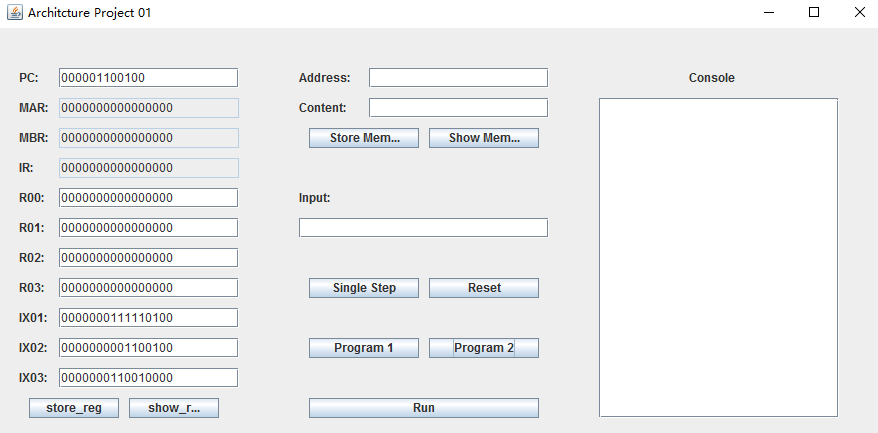 Architcture Project 01
PC: 000001100100 Address: Console
MAR: 0000000000000000 Content:
MBR: 0000000000000000 Store Mem... Show Mem...
IR: 0000000000000000
R00: 0000000000000000 Input:
R01: 0000000000000000
R02: 0000000000000000
R03: 0000000000000000 Single Step Reset
IX01: 0000000111110100
IX02: 0000000001100100 Program 1 Program 2
IX03: 0000000110010000
store_reg show_r... Run